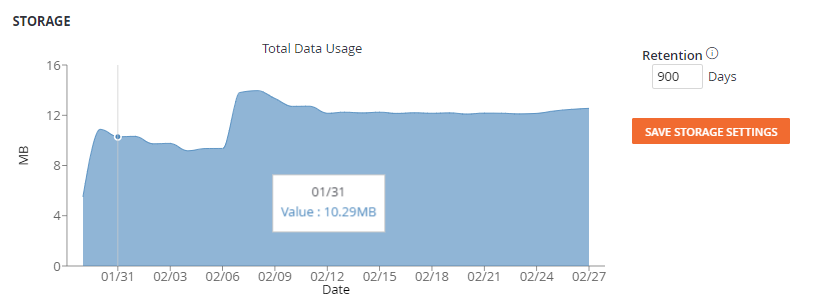 STORAGE
Total Data Usage
Retention
900 Days
SAVE STORAGE SETTINGS
16
12
8
4
0
MB
01/31
Value : 10.29MB
01/31 02/03 02/06 02/09 02/12 02/15 02/18 02/21 02/24 02/27
Date